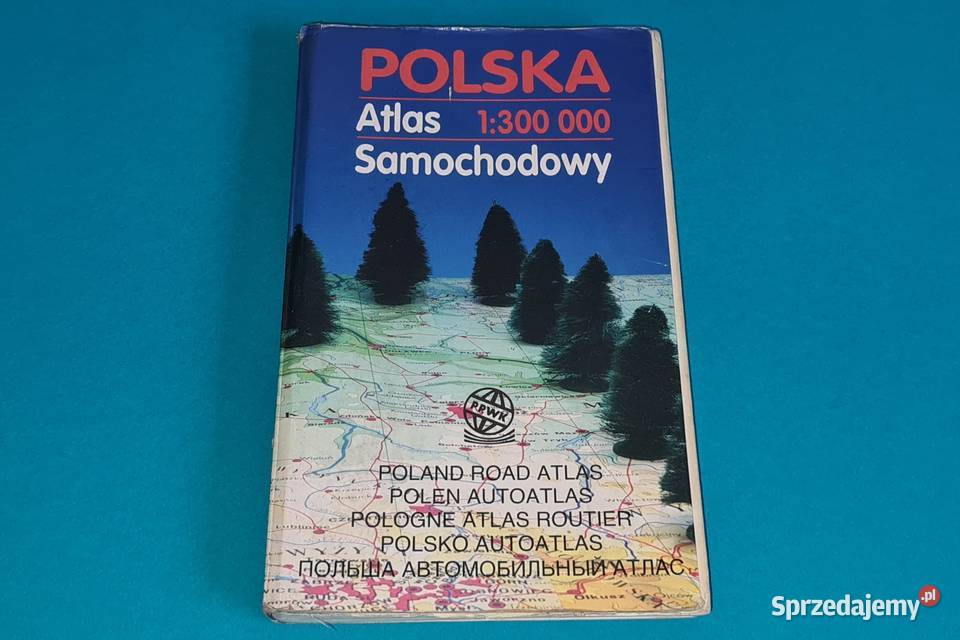 POLSKA
Atlas 1:300 000
Samochodowy
PPWK
POLAND ROAD ATLAS
POLEN AUTOATLAS
POLOGNE ATLAS ROUTIER
POLSKO AUTOATLAS
ПОЛЬША АВТОМОБИЛЬНЫЙ АТЛАС
Olkusz
Sprzedajemy.pl